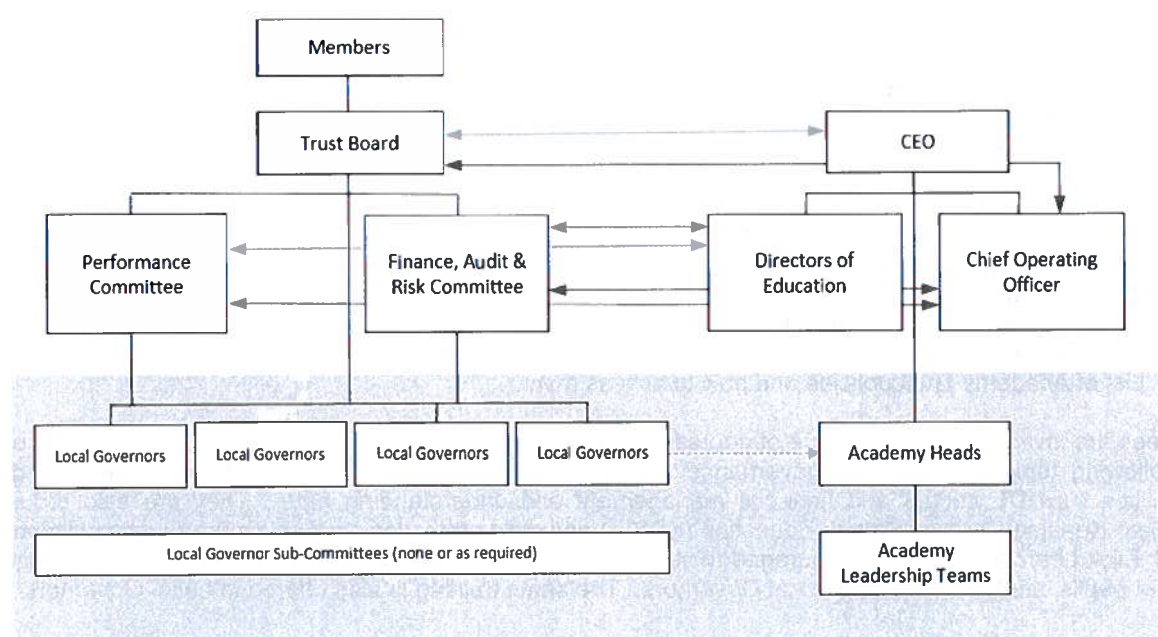 Members
Trust Board
CEO
Performance
Committee
Finance, Audit &
Risk Committee
Directors of
Education
Chief Operating
Officer
Local Governors
Local Governors
Local Governors
Local Governors
Academy Heads
Local Governor Sub-Committees (none or as required)
Academy
Leadership Teams